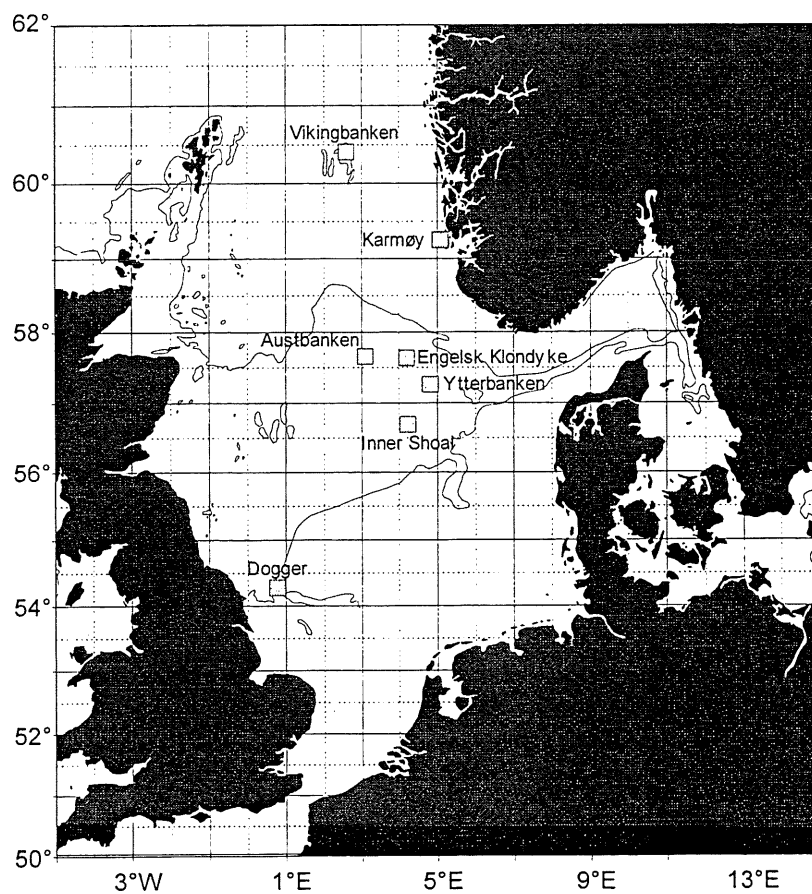 62°
Vikingbanken
60°
Karmøy
58°
Austbanken
Engelsk Klondyke
Ytterbanken
Inner Shoal
56°
Dogger
54°
52°
50°
3°W
1°E
5°E
9°E
13°E